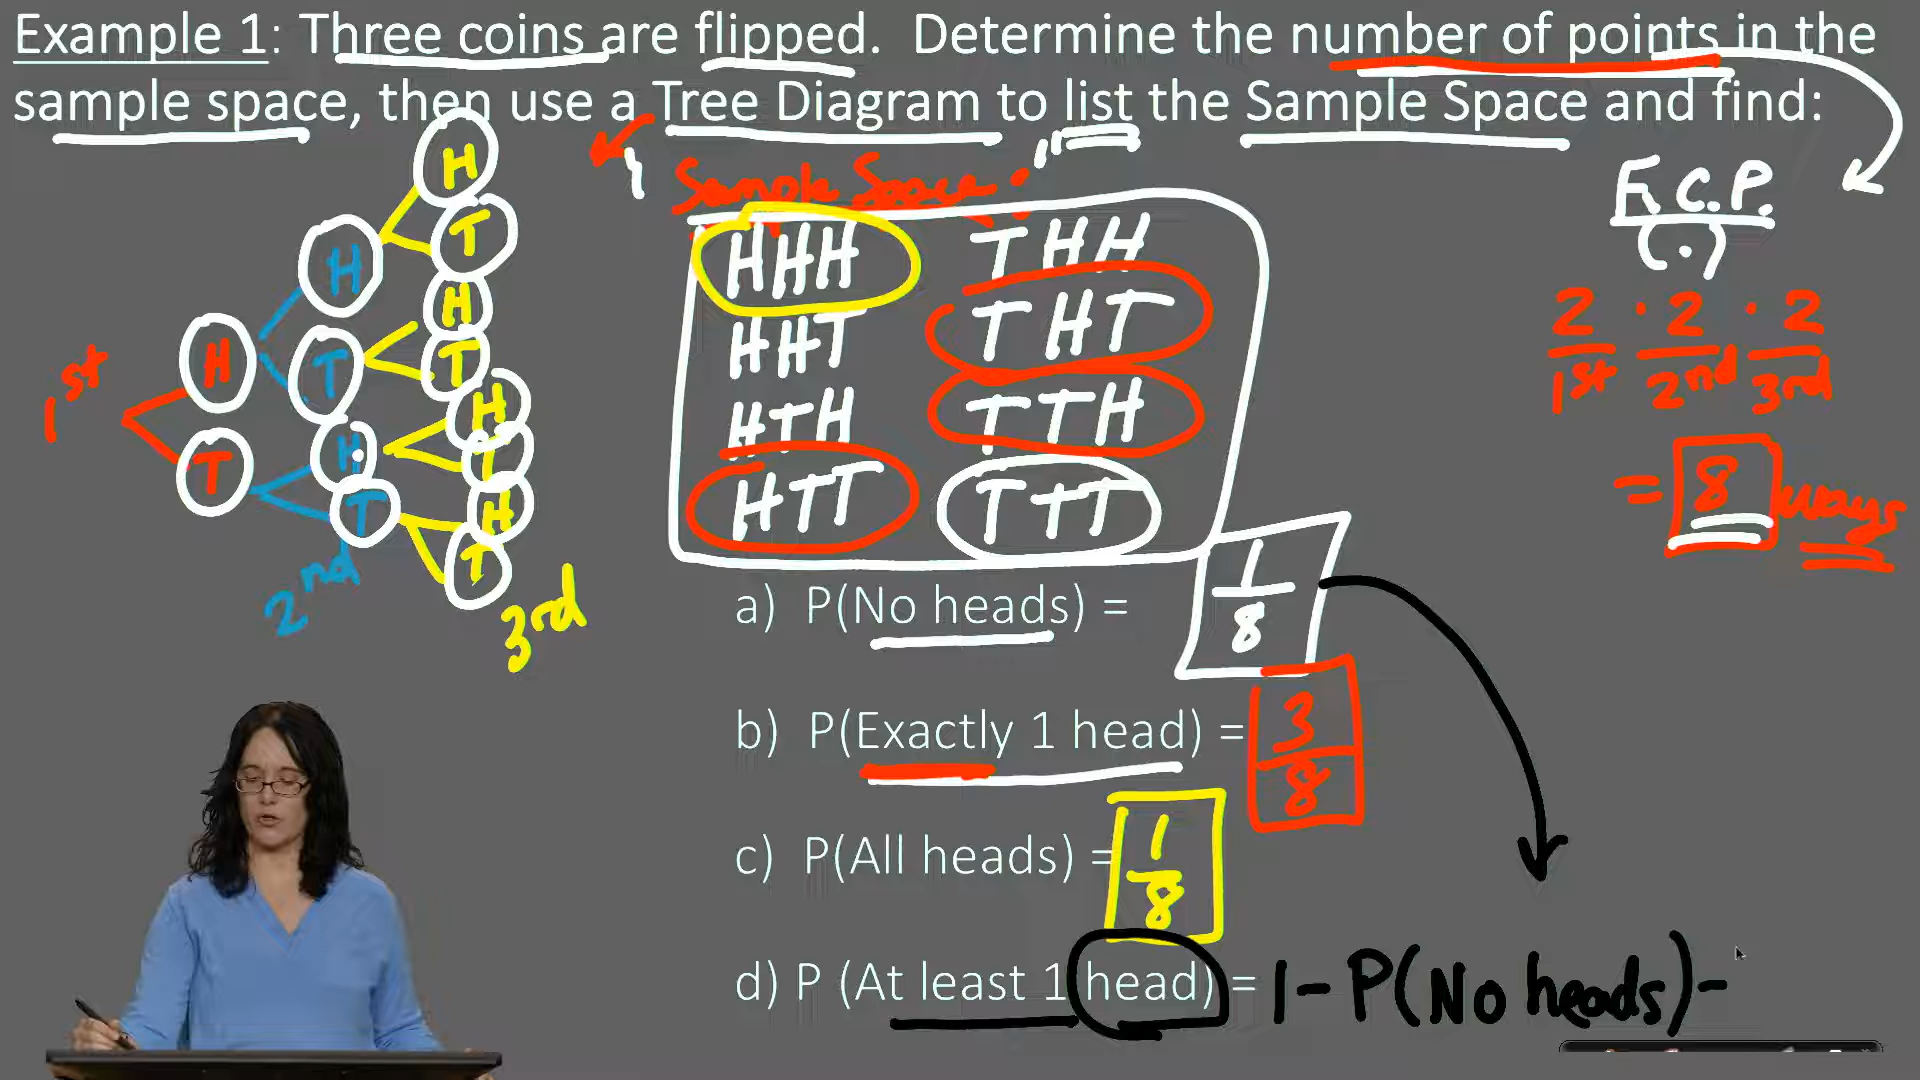 Example 1: Three coins are flipped. Determine the number of points in the
sample space, then use a Tree Diagram to list the Sample Space and find:
Sample Space:
F.C.P.
(·)
HHH THH
HHT THT
HTH TTH
HTT TTT
2 · 2 · 2
1st 2nd 3rd
= 8 ways
1st
H
T
2nd
H
T
H
T
3rd
H
T
H
T
H
T
H
T
a) P(No heads) = 1/8
b) P(Exactly 1 head) = 3/8
c) P(All heads) = 1/8
d) P (At least 1 head) = 1 - P(No heads) -